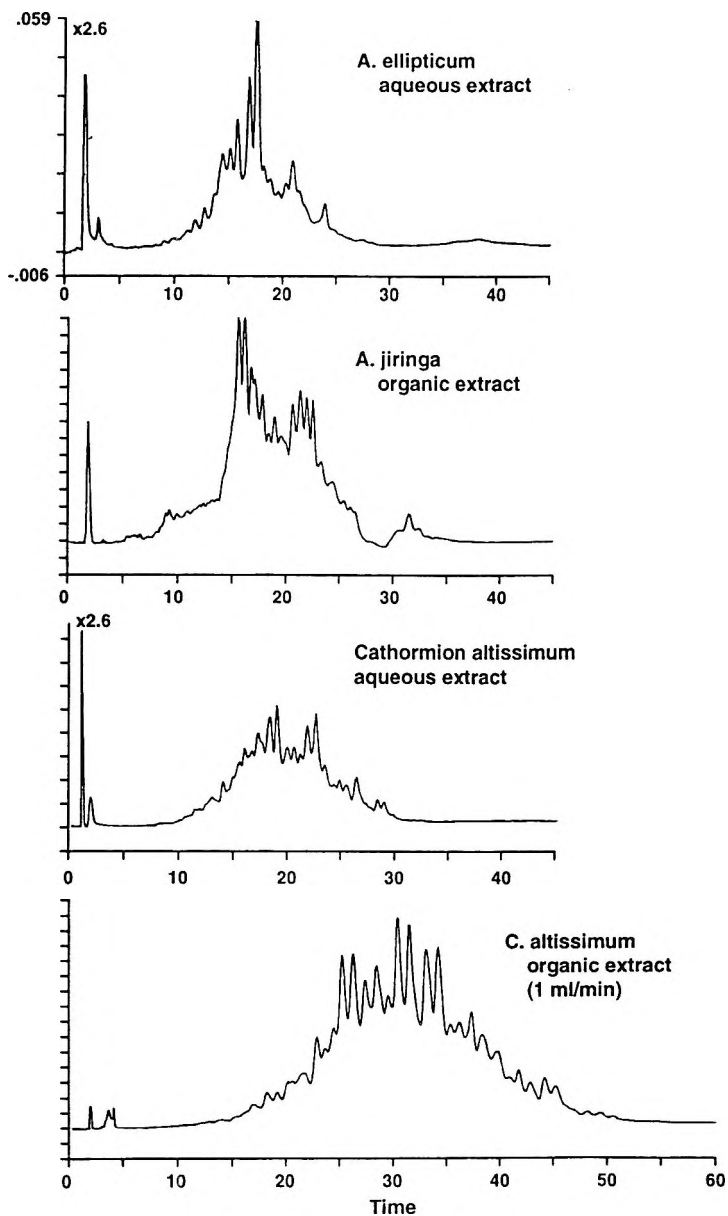 .059
x2.6
A. ellipticum
aqueous extract
-.006
0 10 20 30 40
A. jiringa
organic extract
0 10 20 30 40
x2.6
Cathormion altissimum
aqueous extract
0 10 20 30 40
C. altissimum
organic extract
(1 ml/min)
0 10 20 30 40 50 60
Time